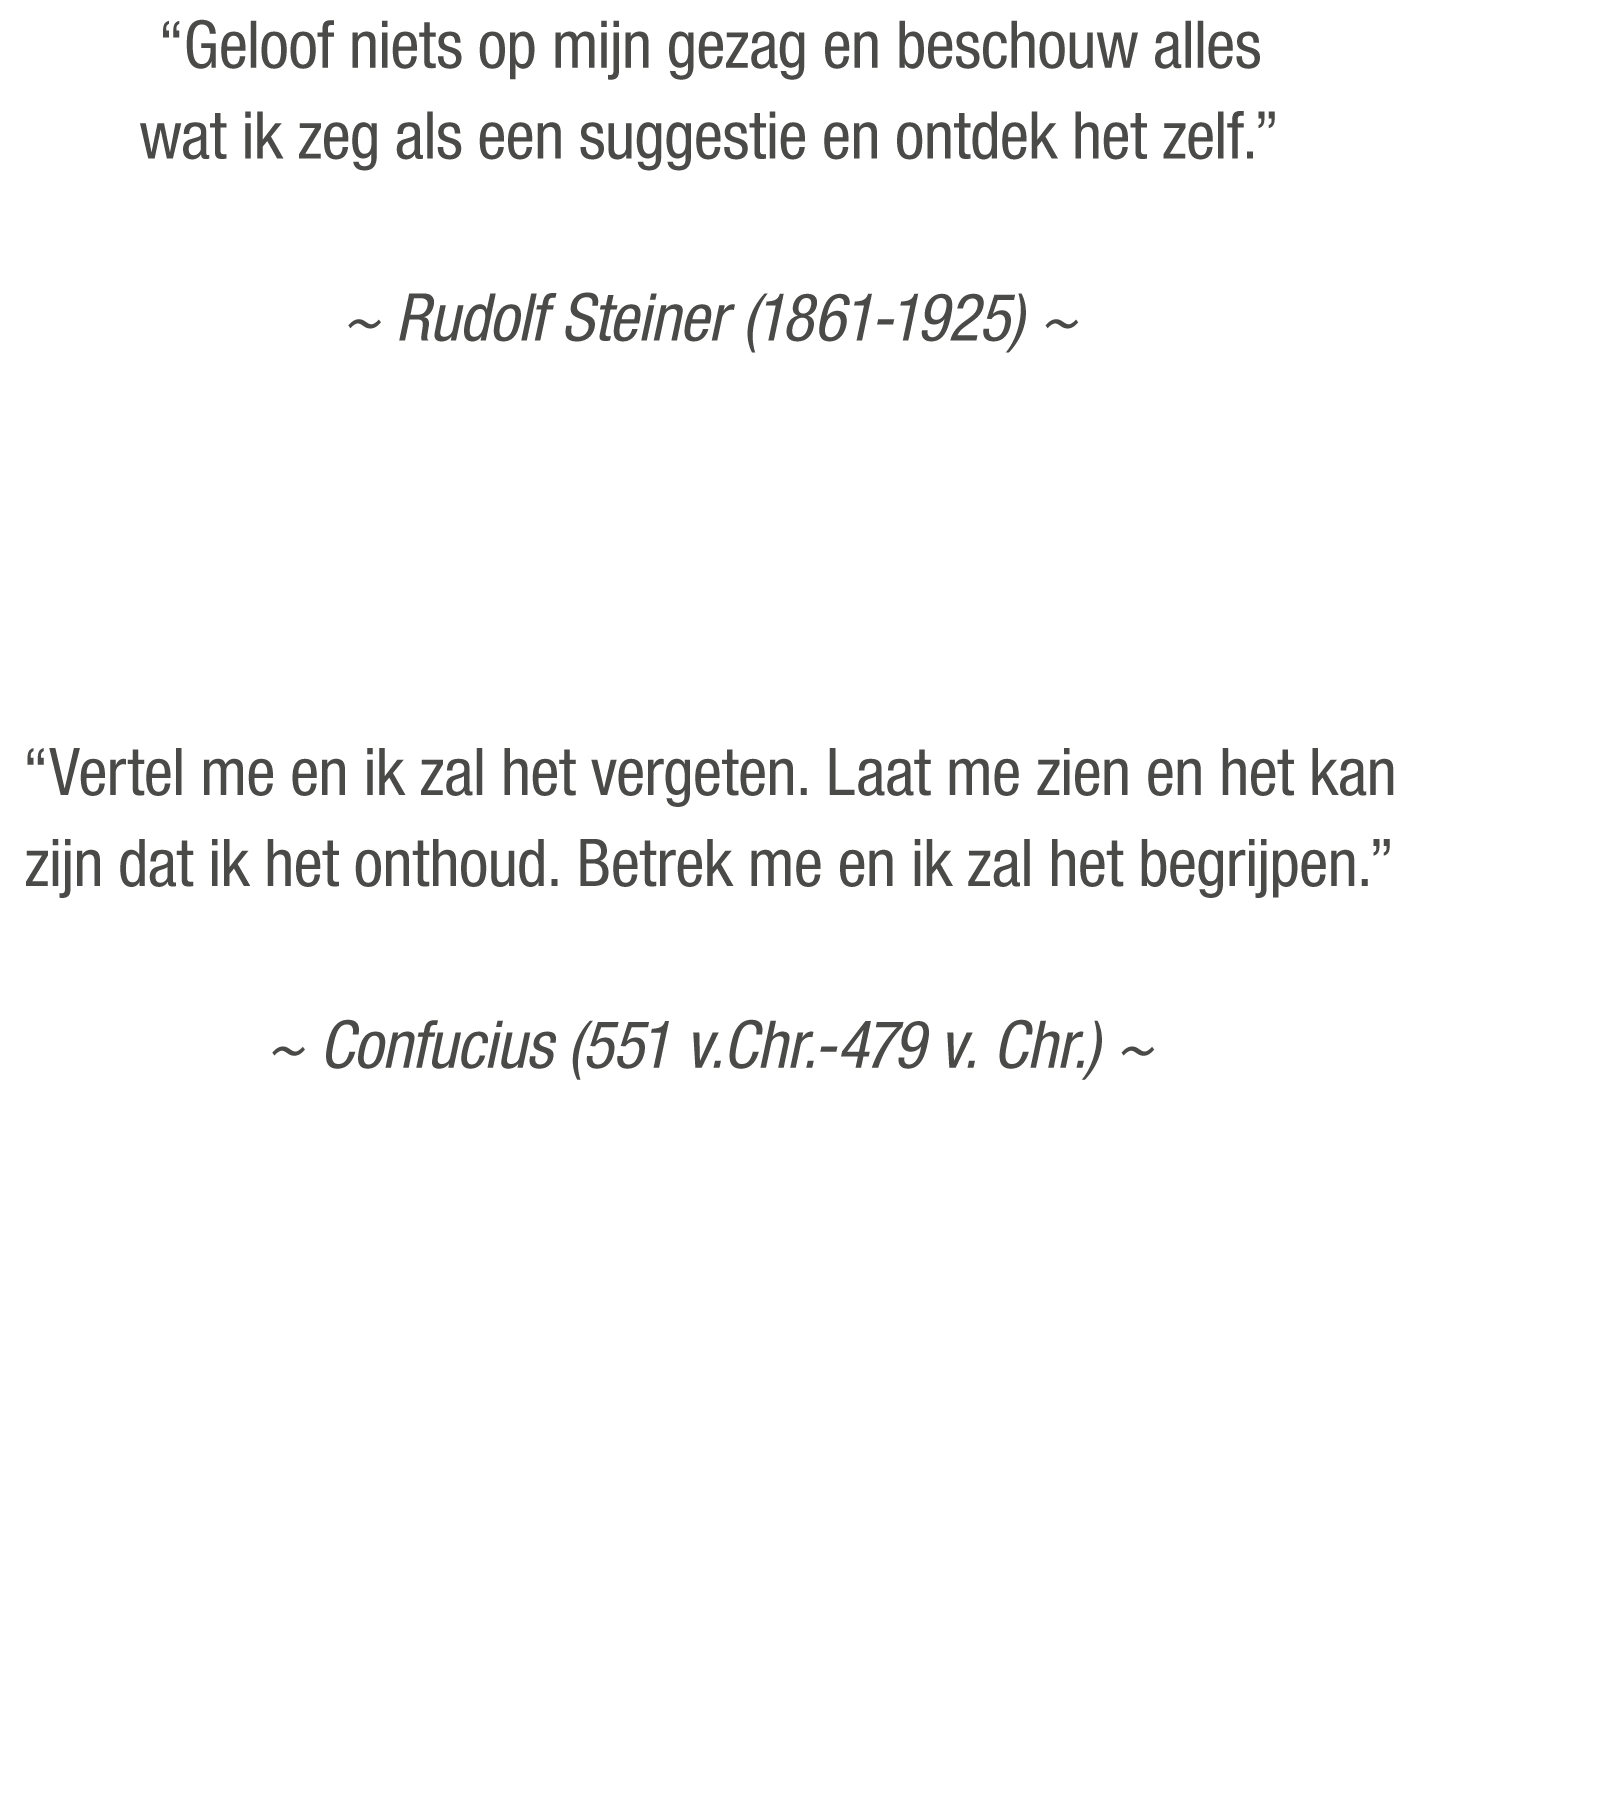 “Geloof niets op mijn gezag en beschouw alles
wat ik zeg als een suggestie en ontdek het zelf.”
~ Rudolf Steiner (1861-1925) ~
“Vertel me en ik zal het vergeten. Laat me zien en het kan
zijn dat ik het onthoud. Betrek me en ik zal het begrijpen.”
~ Confucius (551 v.Chr.-479 v. Chr.) ~